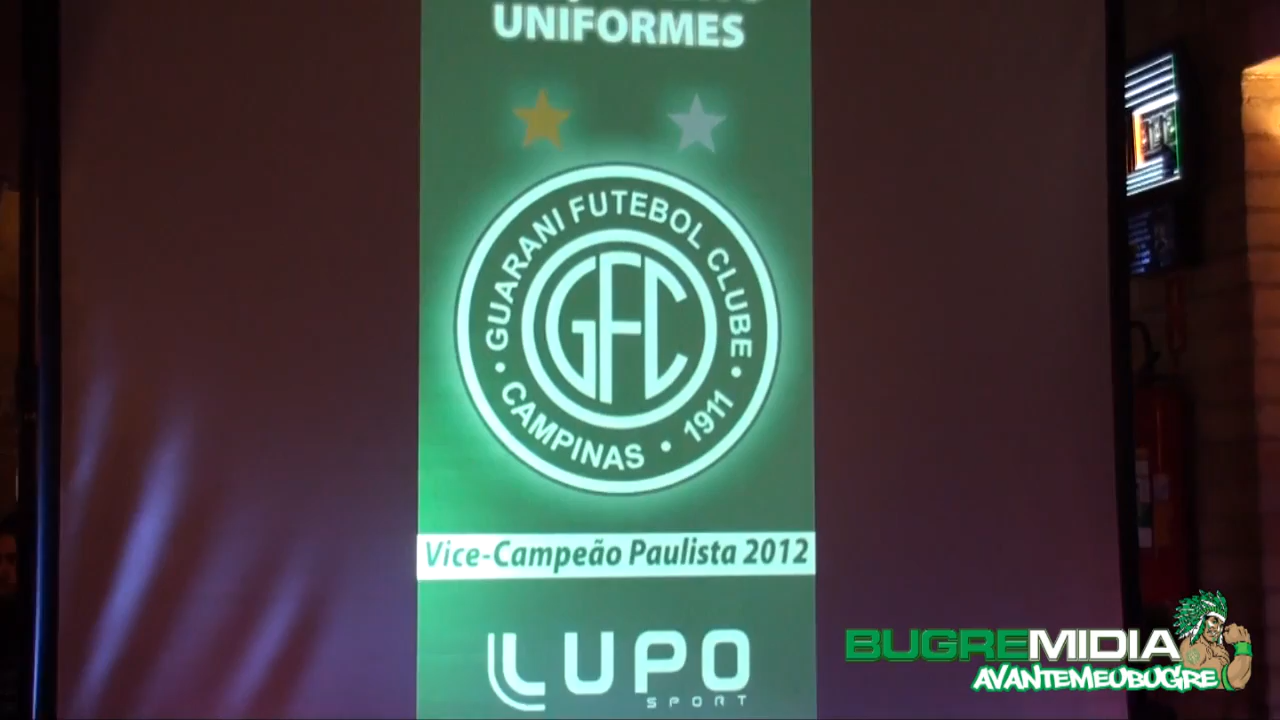 UNIFORMES
GUARANI FUTEBOL CLUBE
GFC
• CAMPINAS • 1911 •
Vice-Campeão Paulista 2012
LUPO
SPORT
BUGREMIDIA
AVANTEMEUBUGRE